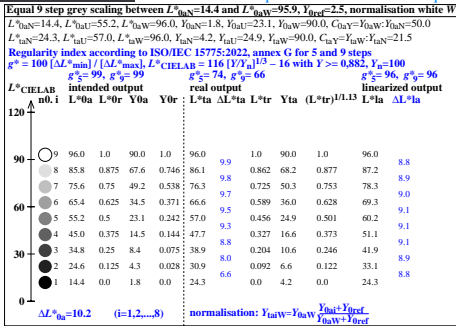 Equal 9 step grey scaling between L*0aN=14.4 and L*0aW=95.9, Y0ref=2.5, normalisation white W
L*0aN=14.4, L*0aU=55.2, L*0aW=96.0, Y0aN=1.8, Y0aU=23.1, Y0aW=90.0, C0aY=Y0aW:Y0aN=50.0
L*taN=24.3, L*taU=57.0, L*taW=96.0, YtaN=4.2, YtaU=24.9, YtaW=90.0, CtaY=YtaW:YtaN=21.5
Regularity index according to ISO/IEC 15775:2022, annex G for 5 and 9 steps
g* = 100 [ΔL*min] / [ΔL*max], L*CIELAB = 116 [Y/Yn]1/3 − 16 with Y >= 0,882, Yn=100
g*5= 99, g*9= 99 g*5= 74, g*9= 66 g*5= 96, g*9= 96
L*CIELAB intended output real output linearized output
n0. i L*0a L*0r Y0a Y0r L*ta ΔL*ta L*tr Yta (L*tr)1/1.13 L*la ΔL*la
120
90
60
30
0
9 96.0 1.0 90.0 1.0 96.0 1.0 90.0 1.0 96.0
9.9 8.8
8 85.8 0.875 67.6 0.746 86.1 0.862 68.2 0.877 87.2
9.8 8.9
7 75.6 0.75 49.2 0.538 76.3 0.725 50.3 0.753 78.3
9.7 9.0
6 65.4 0.625 34.5 0.371 66.6 0.589 36.0 0.628 69.3
9.5 9.1
5 55.2 0.5 23.1 0.242 57.0 0.456 24.9 0.501 60.2
9.3 9.1
4 45.0 0.375 14.5 0.144 47.7 0.327 16.6 0.373 51.1
8.8 9.1
3 34.8 0.25 8.4 0.075 38.9 0.204 10.6 0.246 41.9
8.0 8.9
2 24.6 0.125 4.3 0.028 30.9 0.092 6.6 0.122 33.1
6.6 8.8
1 14.4 0.0 1.8 0.0 24.3 0.0 4.2 0.0 24.3
ΔL*0a=10.2 (i=1,2,...,8) normalisation: YtaiW=Y0aW (Y0ai+Y0ref)/(Y0aW+Y0ref)